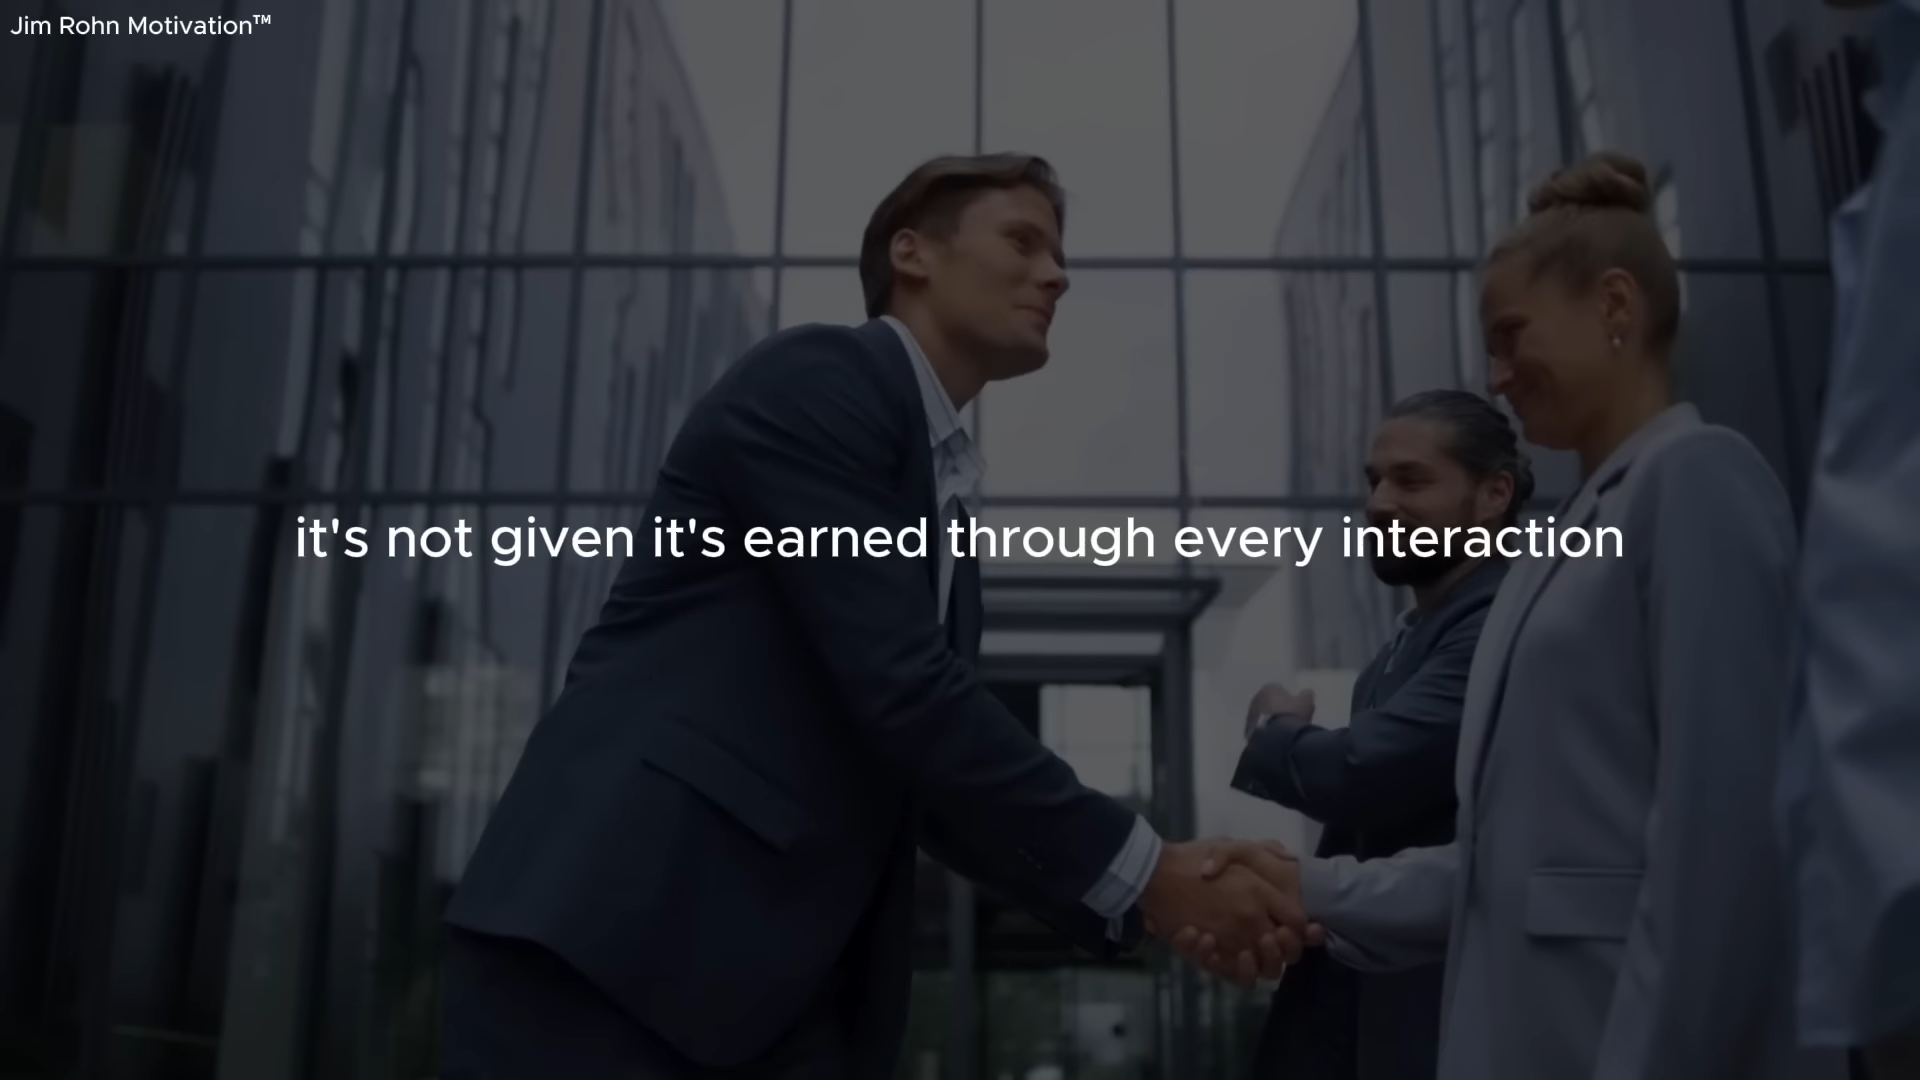 Jim Rohn Motivation™
it's not given it's earned through every interaction